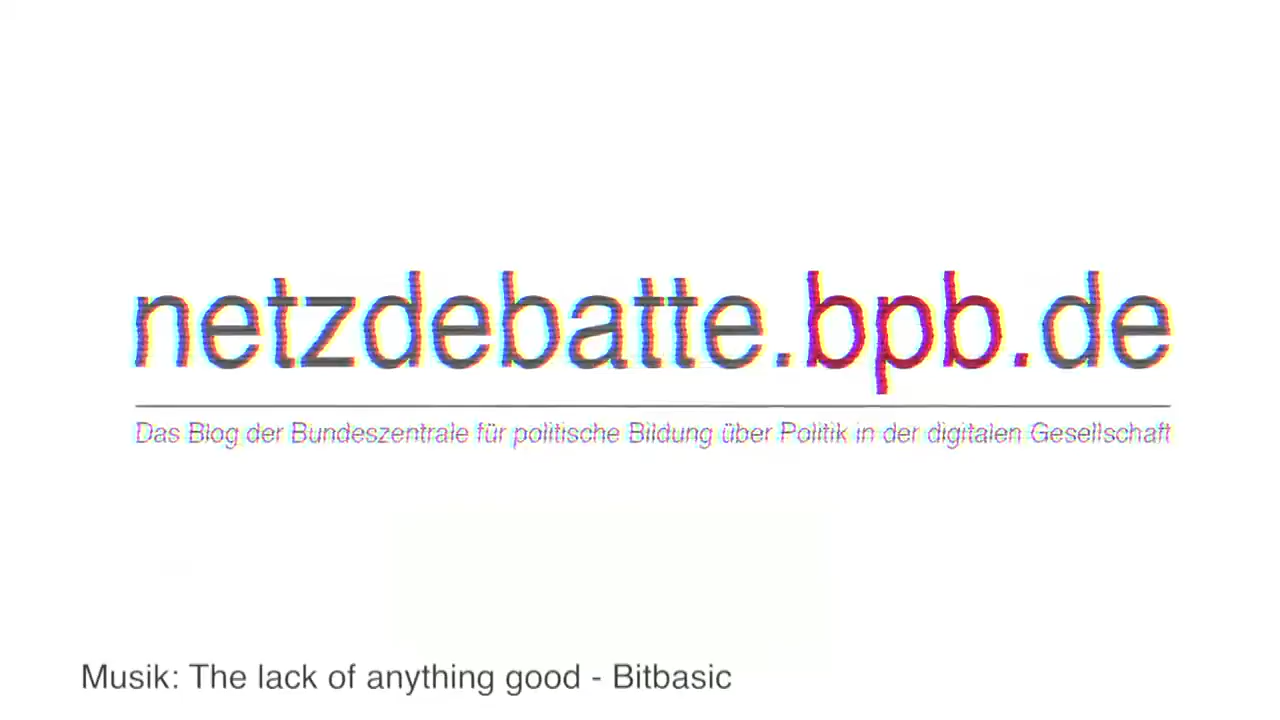 netzdebatte.bpb.de
Das Blog der Bundeszentrale für politische Bildung über Politik in der digitalen Gesellschaft
Musik: The lack of anything good - Bitbasic